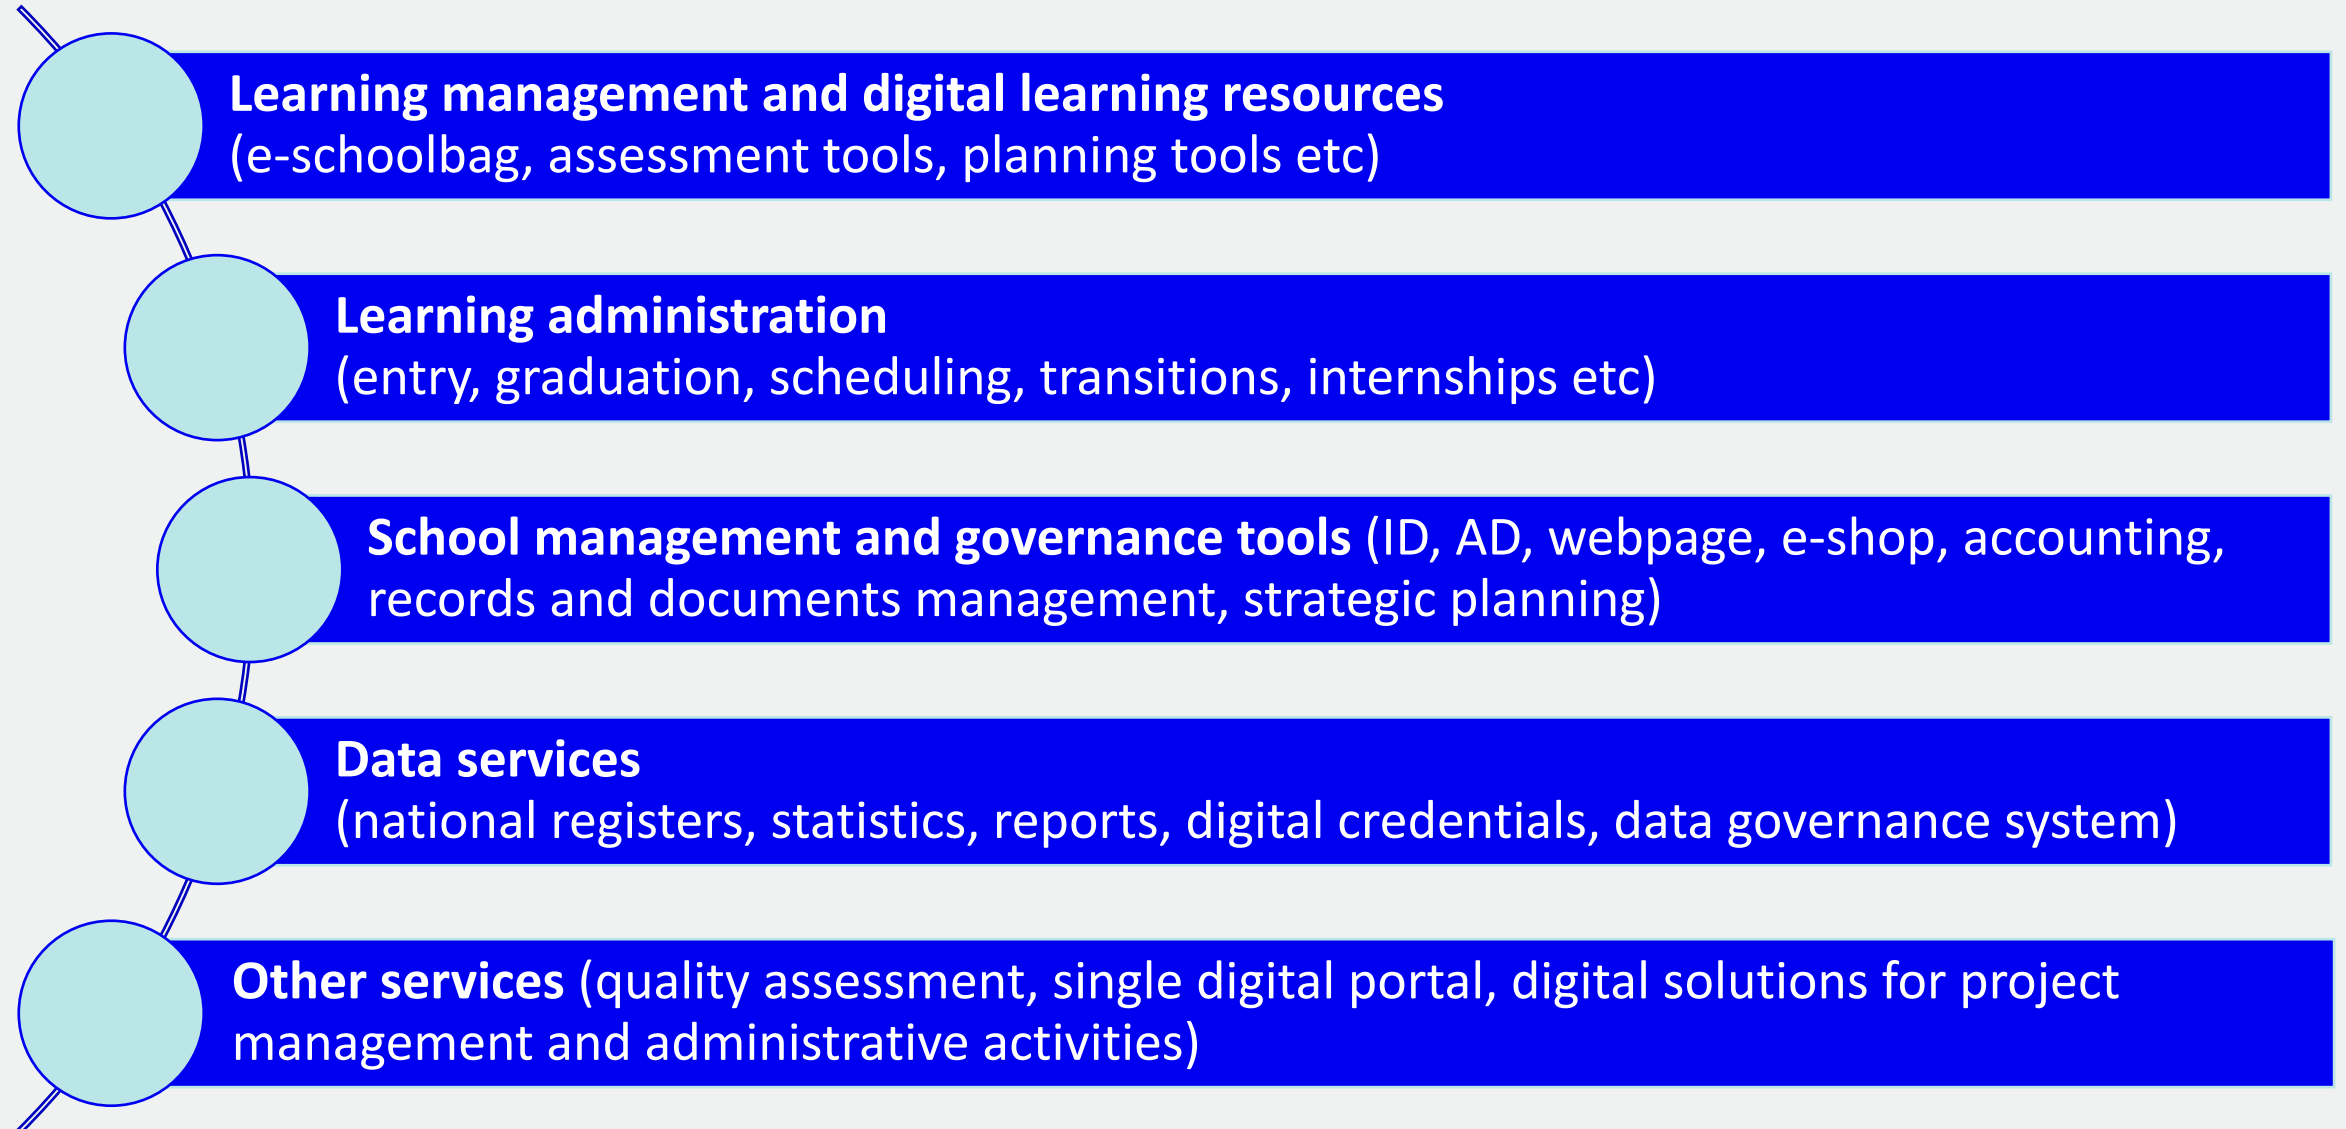 Learning management and digital learning resources
(e-schoolbag, assessment tools, planning tools etc)
Learning administration
(entry, graduation, scheduling, transitions, internships etc)
School management and governance tools (ID, AD, webpage, e-shop, accounting,
records and documents management, strategic planning)
Data services
(national registers, statistics, reports, digital credentials, data governance system)
Other services (quality assessment, single digital portal, digital solutions for project
management and administrative activities)